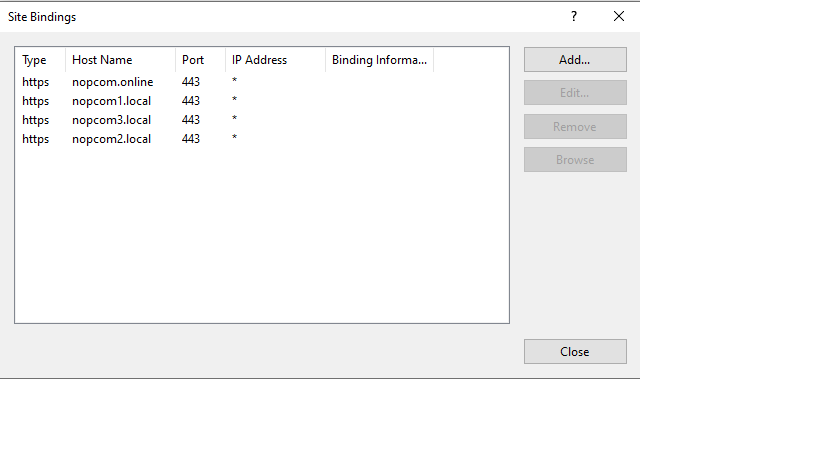 Site Bindings ?
Type Host Name Port IP Address Binding Informa...
https nopcom.online 443 *
https nopcom1.local 443 *
https nopcom3.local 443 *
https nopcom2.local 443 *
Add...
Edit...
Remove
Browse
Close